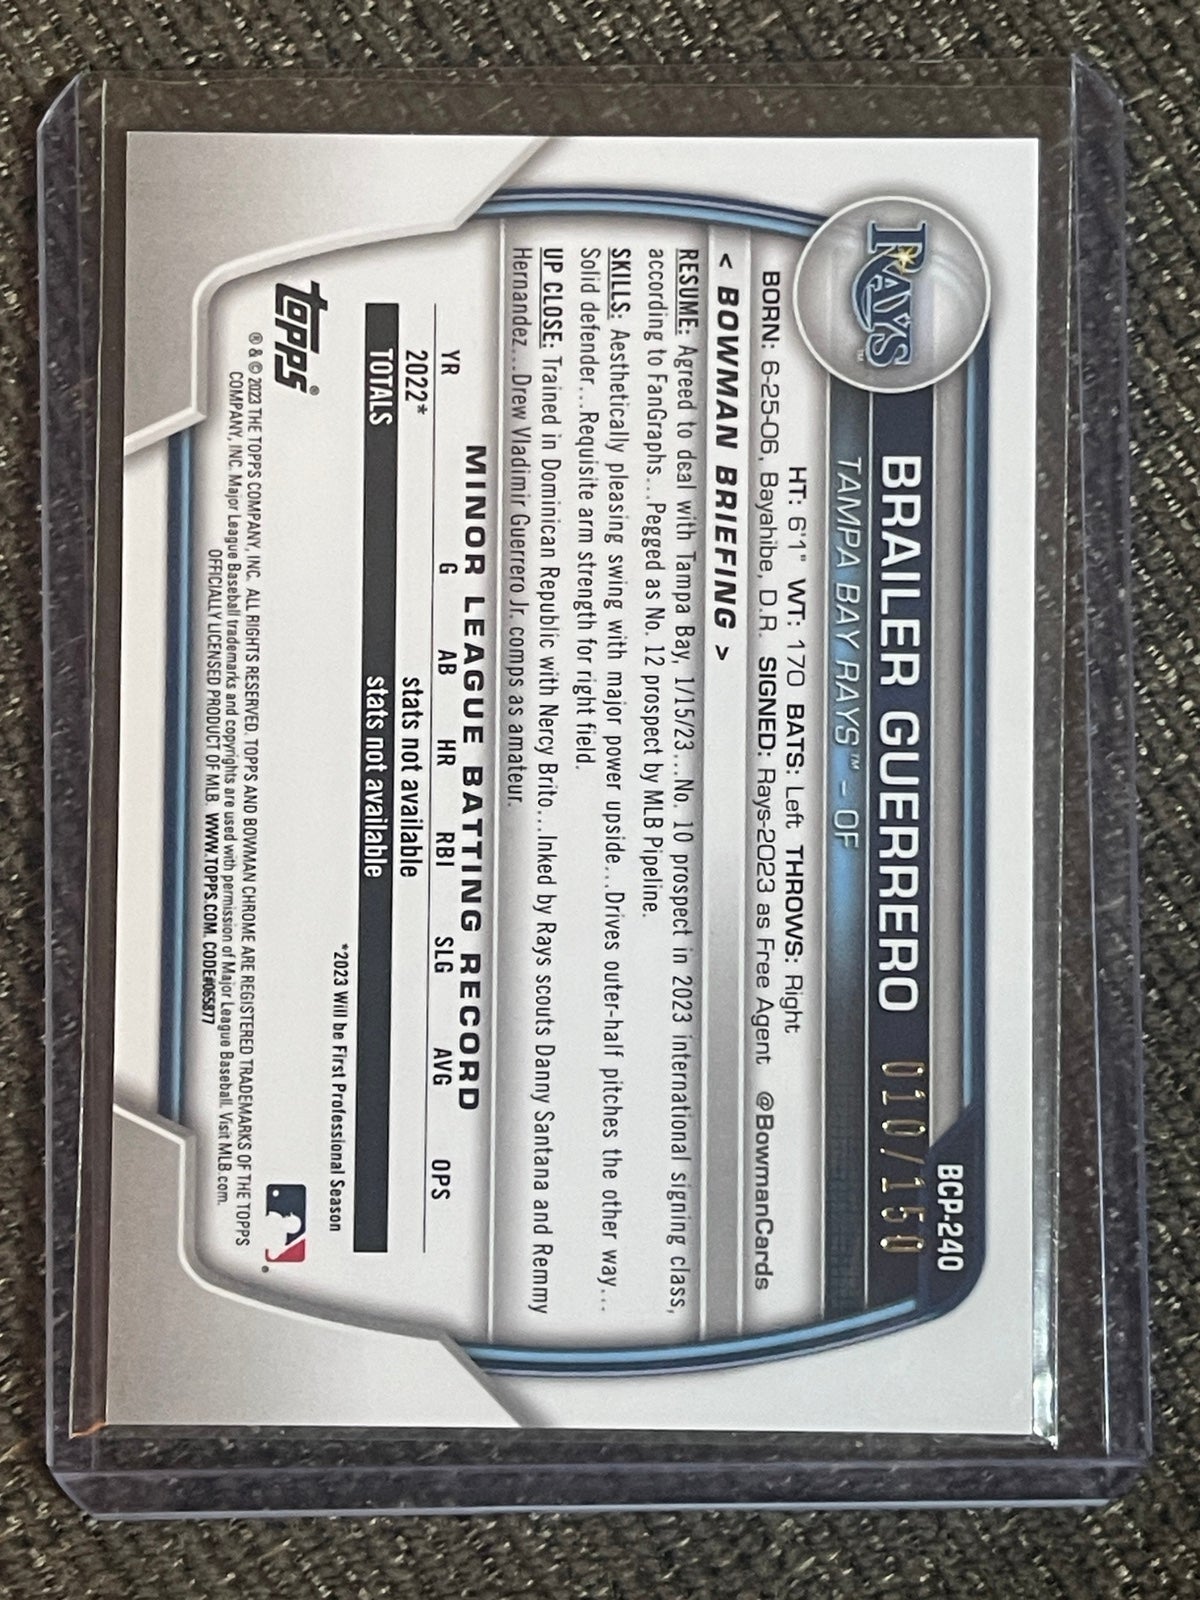 BCP-240
RAYS™
BRAILER GUERRERO 010/150
TAMPA BAY RAYS™ - OF
HT: 6'1" WT: 170 BATS: Left THROWS: Right
BORN: 6-25-06, Bayahibe, D.R. SIGNED: Rays-2023 as Free Agent @BowmanCards
< BOWMAN BRIEFING >
RESUME: Agreed to deal with Tampa Bay, 1/15/23...No. 10 prospect in 2023 international signing class,
according to FanGraphs...Pegged as No. 12 prospect by MLB Pipeline.
SKILLS: Aesthetically pleasing swing with major power upside...Drives outer-half pitches the other way...
Solid defender...Requisite arm strength for right field.
UP CLOSE: Trained in Dominican Republic with Nercy Brito...Inked by Rays scouts Danny Santana and Remmy
Hernandez...Drew Vladimir Guerrero Jr. comps as amateur.
MINOR LEAGUE BATTING RECORD
YR G AB HR RBI SLG AVG OPS
2022* stats not available
TOTALS stats not available
*2023 Will be First Professional Season
topps®
® & © 2023 THE TOPPS COMPANY, INC. ALL RIGHTS RESERVED. TOPPS AND BOWMAN CHROME ARE REGISTERED TRADEMARKS OF THE TOPPS
COMPANY, INC. Major League Baseball trademarks and copyrights are used with permission of Major League Baseball. Visit MLB.com.
OFFICIALLY LICENSED PRODUCT OF MLB. WWW.TOPPS.COM. CODE#065877